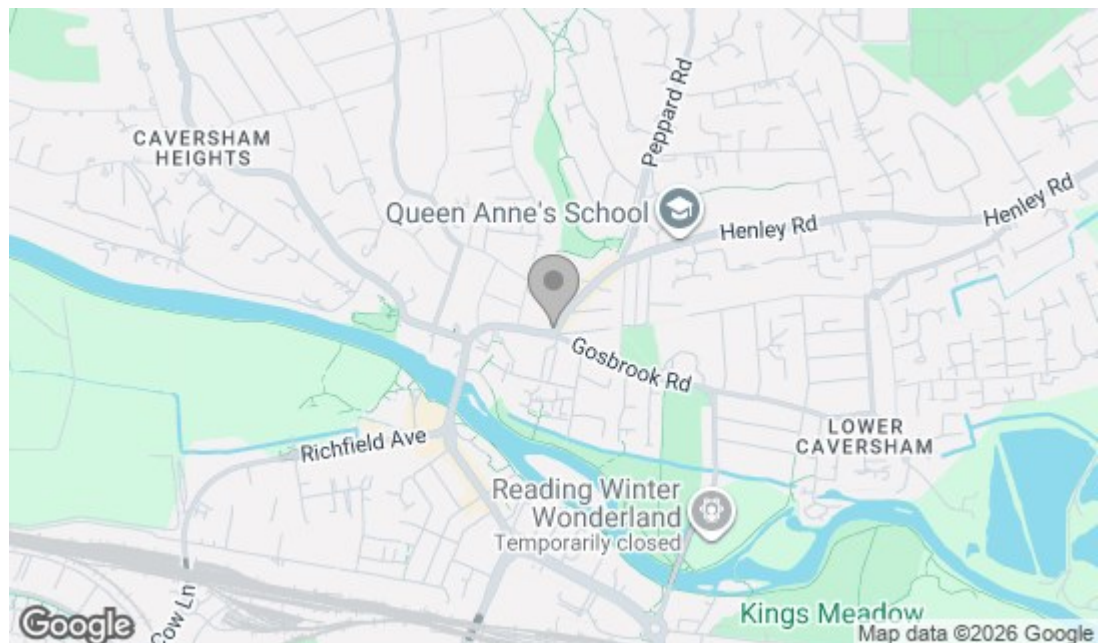 Peppard Rd
CAVERSHAM
HEIGHTS
Queen Anne's School
Henley Rd
Henley Rd
Gosbrook Rd
LOWER
CAVERSHAM
Richfield Ave
Reading Winter
Wonderland
Temporarily closed
Cow Ln
Kings Meadow
Google
Map data ©2026 Google